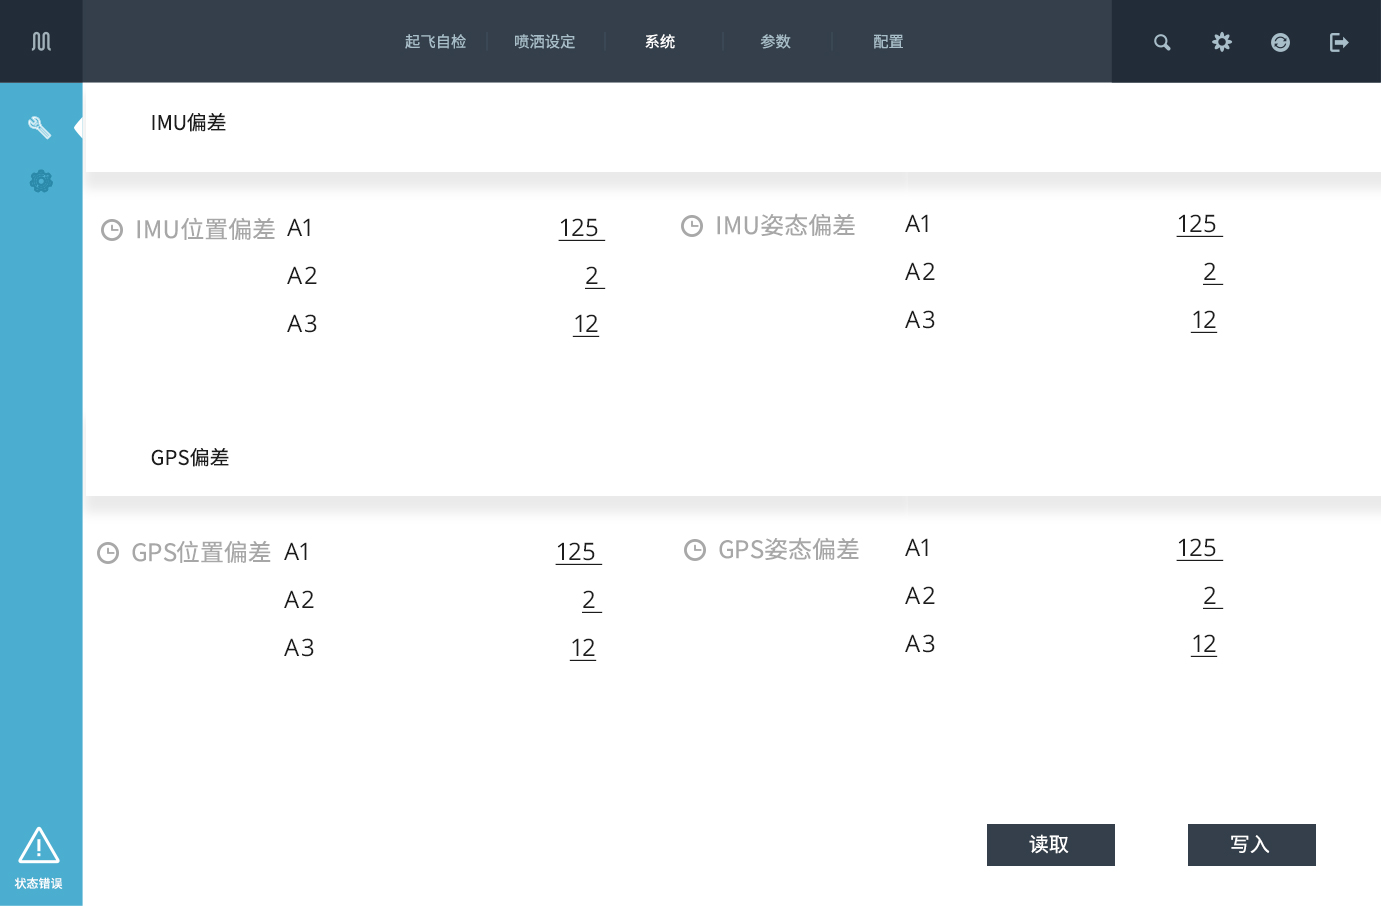 起飞自检 喷洒设定 系统 参数 配置
IMU偏差
IMU位置偏差 A1 125 IMU姿态偏差 A1 125
A2 2 A2 2
A3 12 A3 12
GPS偏差
GPS位置偏差 A1 125 GPS姿态偏差 A1 125
A2 2 A2 2
A3 12 A3 12
读取 写入
状态错误